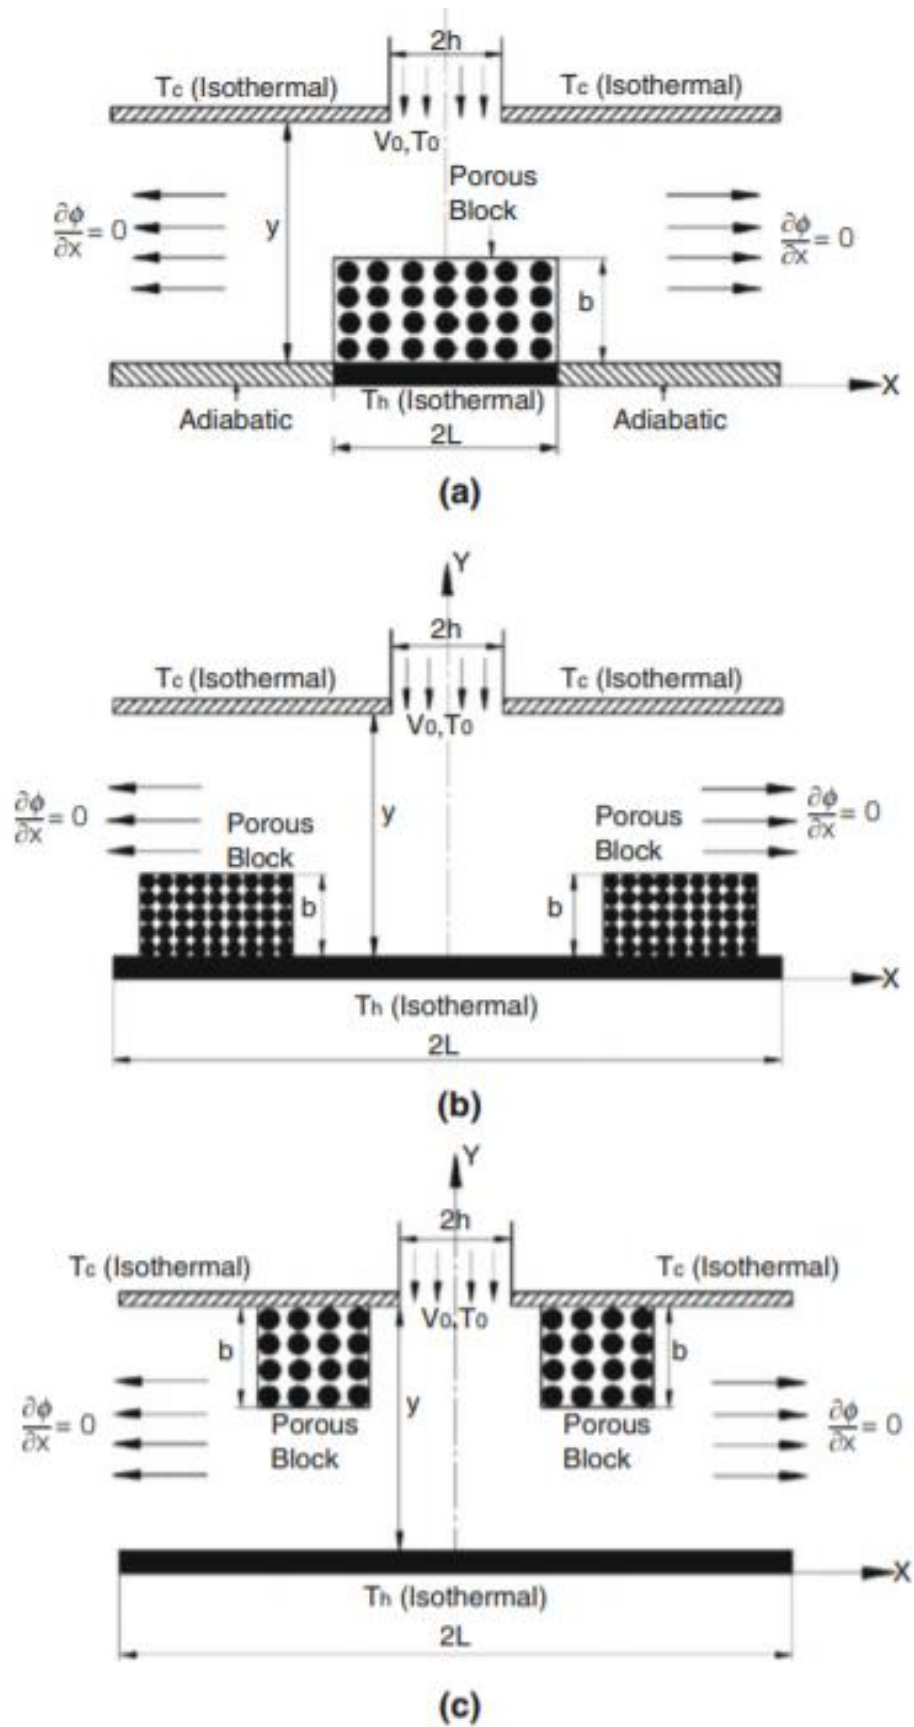 2h
Tc (Isothermal)
Tc (Isothermal)
V0,T0
Porous
Block
∂ϕ/∂x = 0
y
∂ϕ/∂x = 0
b
X
Th (Isothermal)
Adiabatic
Adiabatic
2L
(a)
Y
2h
Tc (Isothermal)
Tc (Isothermal)
V0,T0
∂ϕ/∂x = 0
y
∂ϕ/∂x = 0
Porous
Block
Porous
Block
b
b
X
Th (Isothermal)
2L
(b)
Y
2h
Tc (Isothermal)
Tc (Isothermal)
V0,T0
b
b
y
∂ϕ/∂x = 0
∂ϕ/∂x = 0
Porous
Block
Porous
Block
X
Th (Isothermal)
2L
(c)